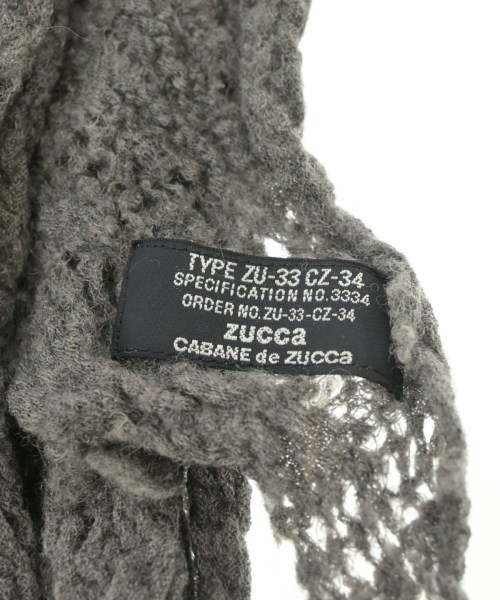 TYPE ZU-33 CZ-34
SPECIFICATION NO.3334
ORDER NO.ZU-33-CZ-34
zucca
CABANE de ZUCCa